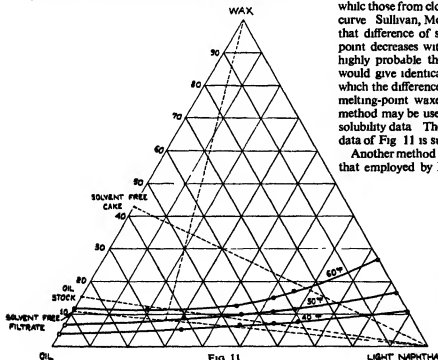 WAX
90
80
70
60
50
SOLVENT FREE
CAKE
40
30
OIL
STOCK
20
10
SOLVENT FREE
FILTRATE
60°F
50°F
40°F
OIL
LIGHT NAPHTHA
FIG 11
while those from clo
curve Sullivan, Mc
that difference of s
point decreases wit
highly probable th
would give identica
which the difference
melting-point waxe
method may be use
solubility data The
data of Fig 11 is su
Another method
that employed by